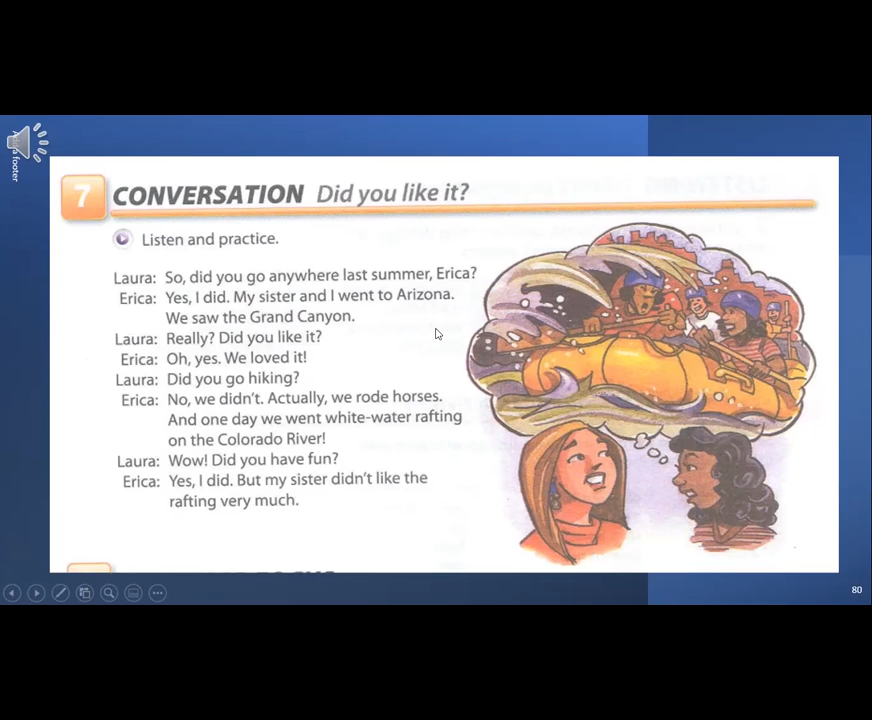 Add a footer
7 CONVERSATION Did you like it?
Listen and practice.
Laura: So, did you go anywhere last summer, Erica?
Erica: Yes, I did. My sister and I went to Arizona.
We saw the Grand Canyon.
Laura: Really? Did you like it?
Erica: Oh, yes. We loved it!
Laura: Did you go hiking?
Erica: No, we didn't. Actually, we rode horses.
And one day we went white-water rafting
on the Colorado River!
Laura: Wow! Did you have fun?
Erica: Yes, I did. But my sister didn't like the
rafting very much.
80